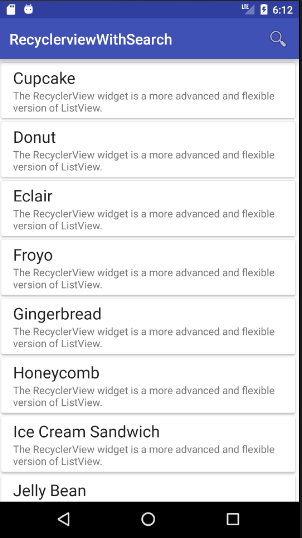 LTE 6:12
RecyclerviewWithSearch
Cupcake
The RecyclerView widget is a more advanced and flexible
version of ListView.
Donut
The RecyclerView widget is a more advanced and flexible
version of ListView.
Eclair
The RecyclerView widget is a more advanced and flexible
version of ListView.
Froyo
The RecyclerView widget is a more advanced and flexible
version of ListView.
Gingerbread
The RecyclerView widget is a more advanced and flexible
version of ListView.
Honeycomb
The RecyclerView widget is a more advanced and flexible
version of ListView.
Ice Cream Sandwich
The RecyclerView widget is a more advanced and flexible
version of ListView.
Jelly Bean